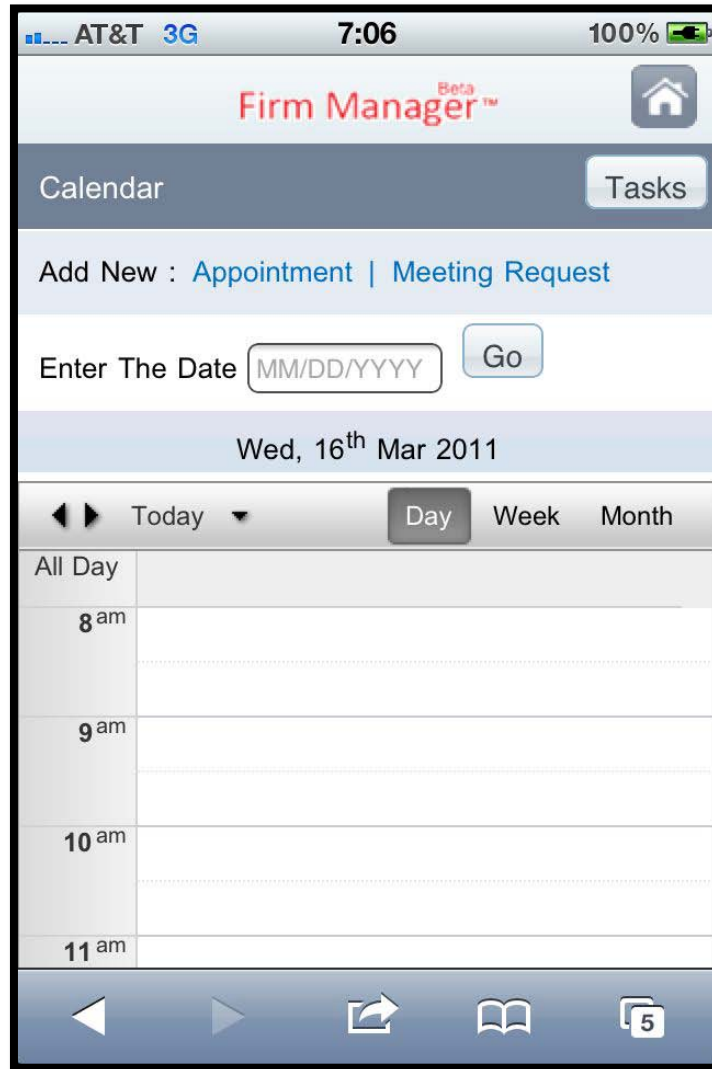 AT&T 3G 7:06 100%
Firm Manager Beta ™
Calendar Tasks
Add New : Appointment | Meeting Request
Enter The Date MM/DD/YYYY Go
Wed, 16th Mar 2011
Today Day Week Month
All Day
8 am
9 am
10 am
11 am
5